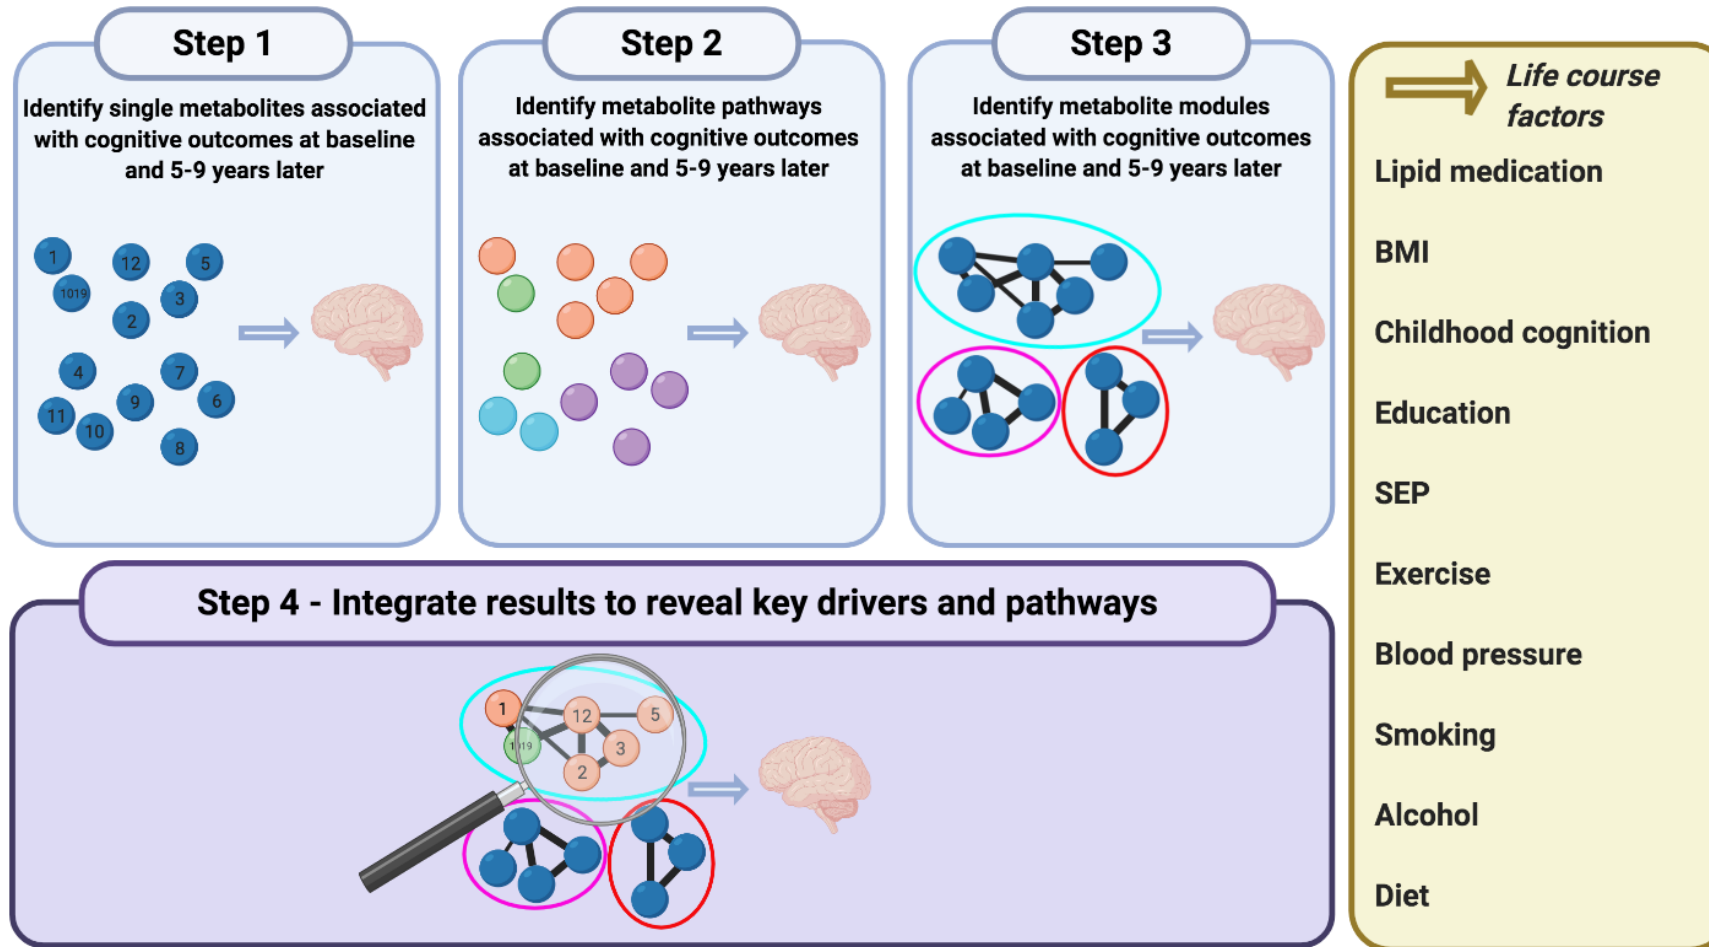 Step 1
Identify single metabolites associated
with cognitive outcomes at baseline
and 5-9 years later
1
12
5
1019
3
2
4
7
9
6
11
10
8
Step 2
Identify metabolite pathways
associated with cognitive outcomes
at baseline and 5-9 years later
Step 3
Identify metabolite modules
associated with cognitive outcomes
at baseline and 5-9 years later
Step 4 - Integrate results to reveal key drivers and pathways
1
12
5
1019
3
2
Life course
factors
Lipid medication
BMI
Childhood cognition
Education
SEP
Exercise
Blood pressure
Smoking
Alcohol
Diet